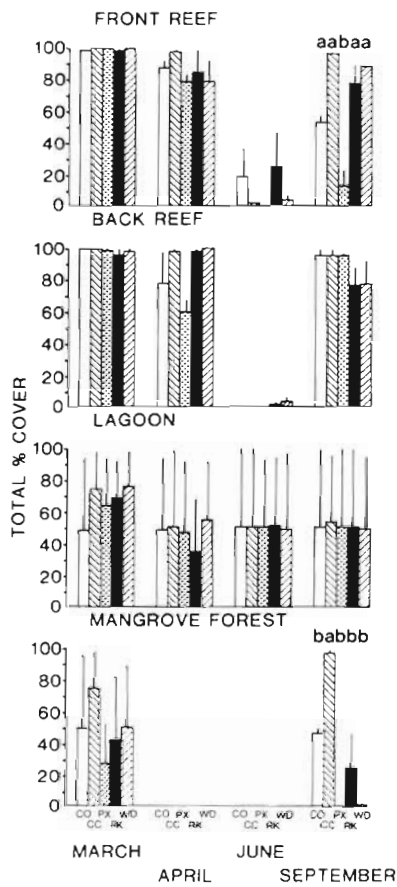 FRONT REEF
aabaa
100
80
60
40
20
0
BACK REEF
100
80
60
40
20
0
LAGOON
100
80
60
40
20
0
MANGROVE FOREST
babbb
100
80
60
40
20
0
TOTAL % COVER
CO PX WD CO PX WD CO PX WD CO PX WD
CC RK CC RK CC RK CC RK
MARCH JUNE
APRIL SEPTEMBER